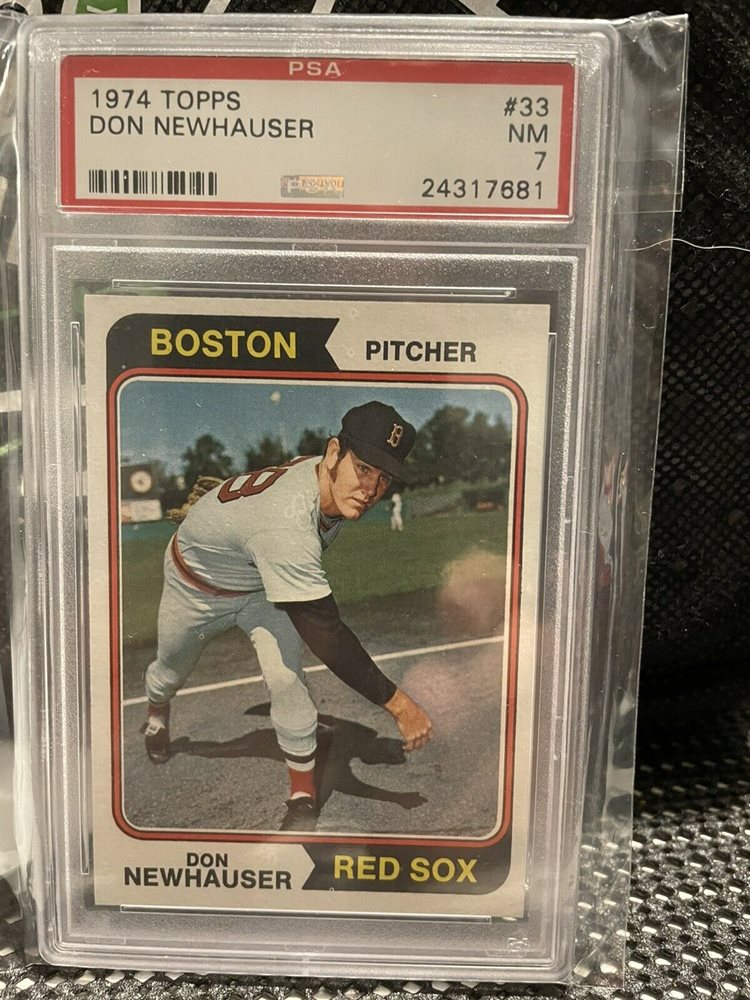 PSA
1974 TOPPS #33
DON NEWHAUSER NM
7
24317681
BOSTON PITCHER
B
DON
NEWHAUSER
RED SOX